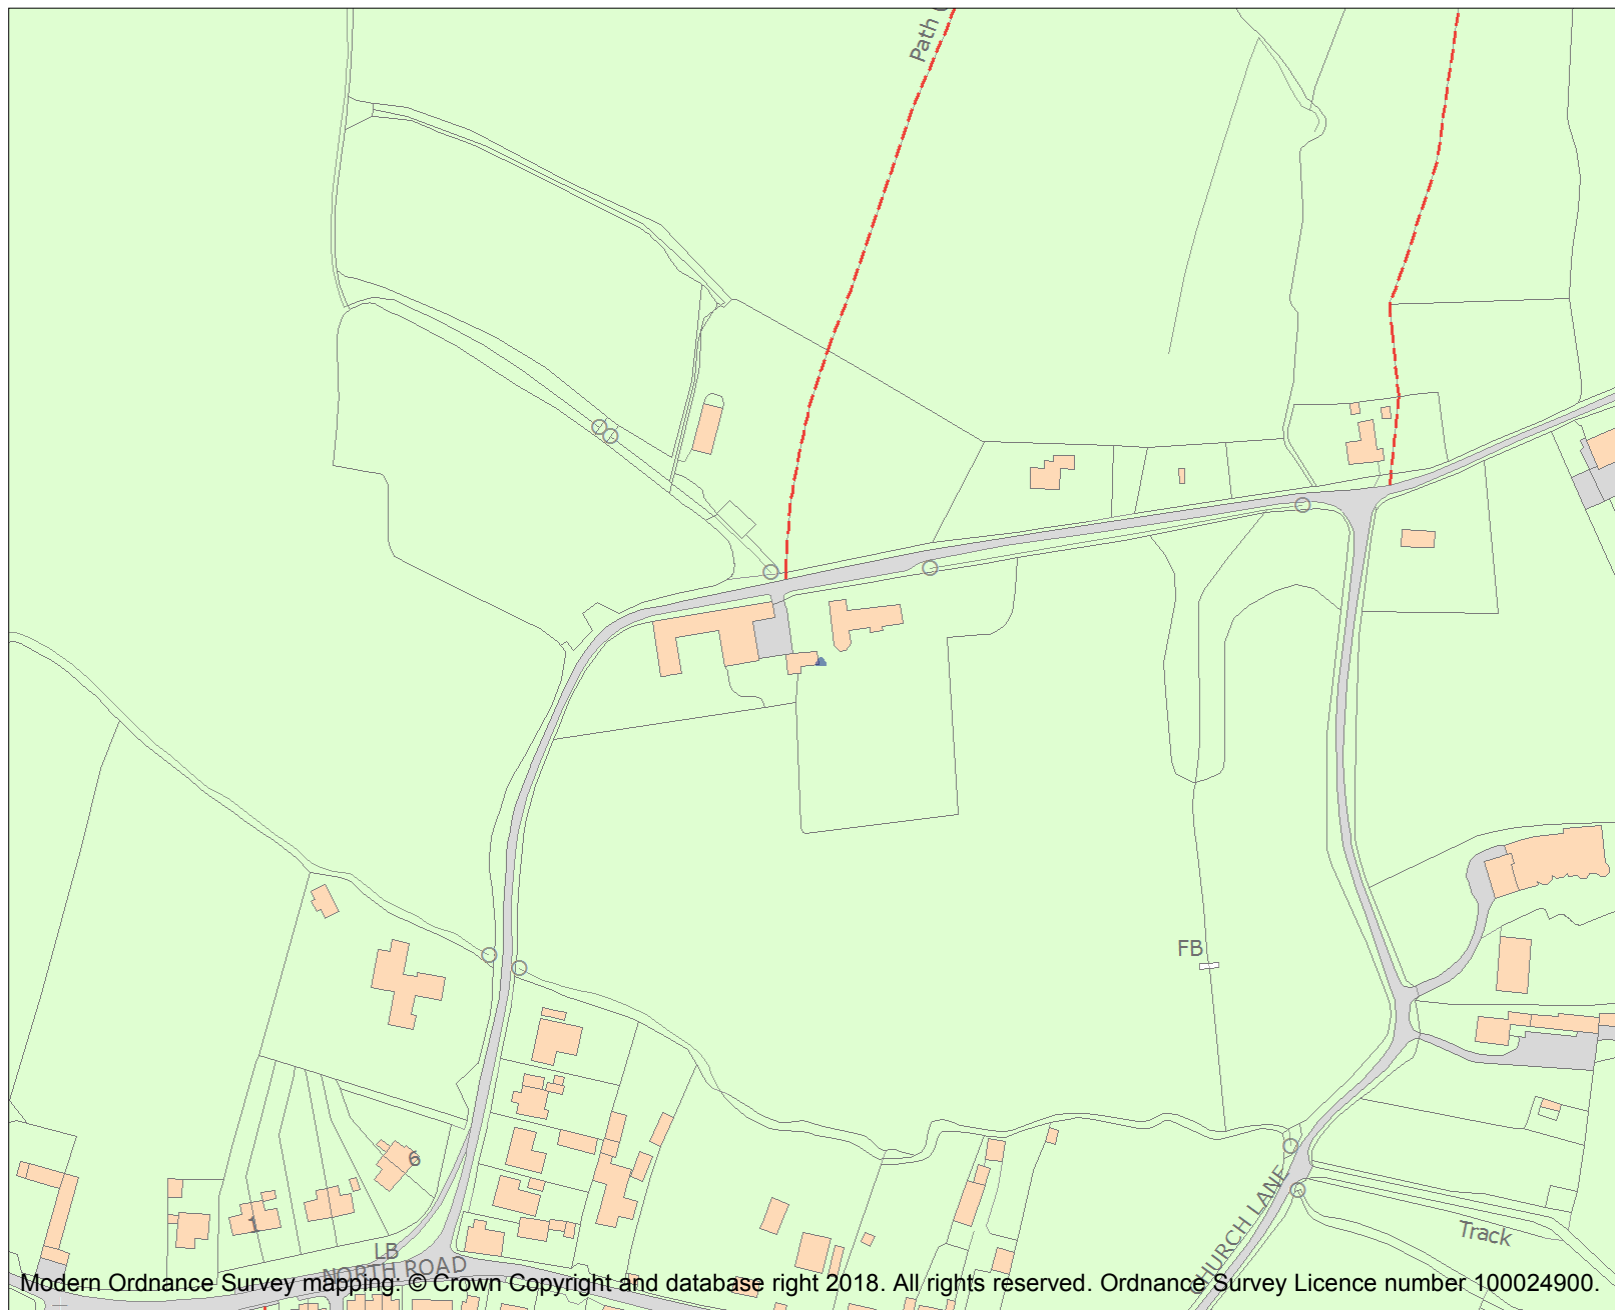 Path
FB
6
1
LB
NORTH ROAD
CHURCH LANE
Track
Modern Ordnance Survey mapping: © Crown Copyright and database right 2018. All rights reserved. Ordnance Survey Licence number 100024900.